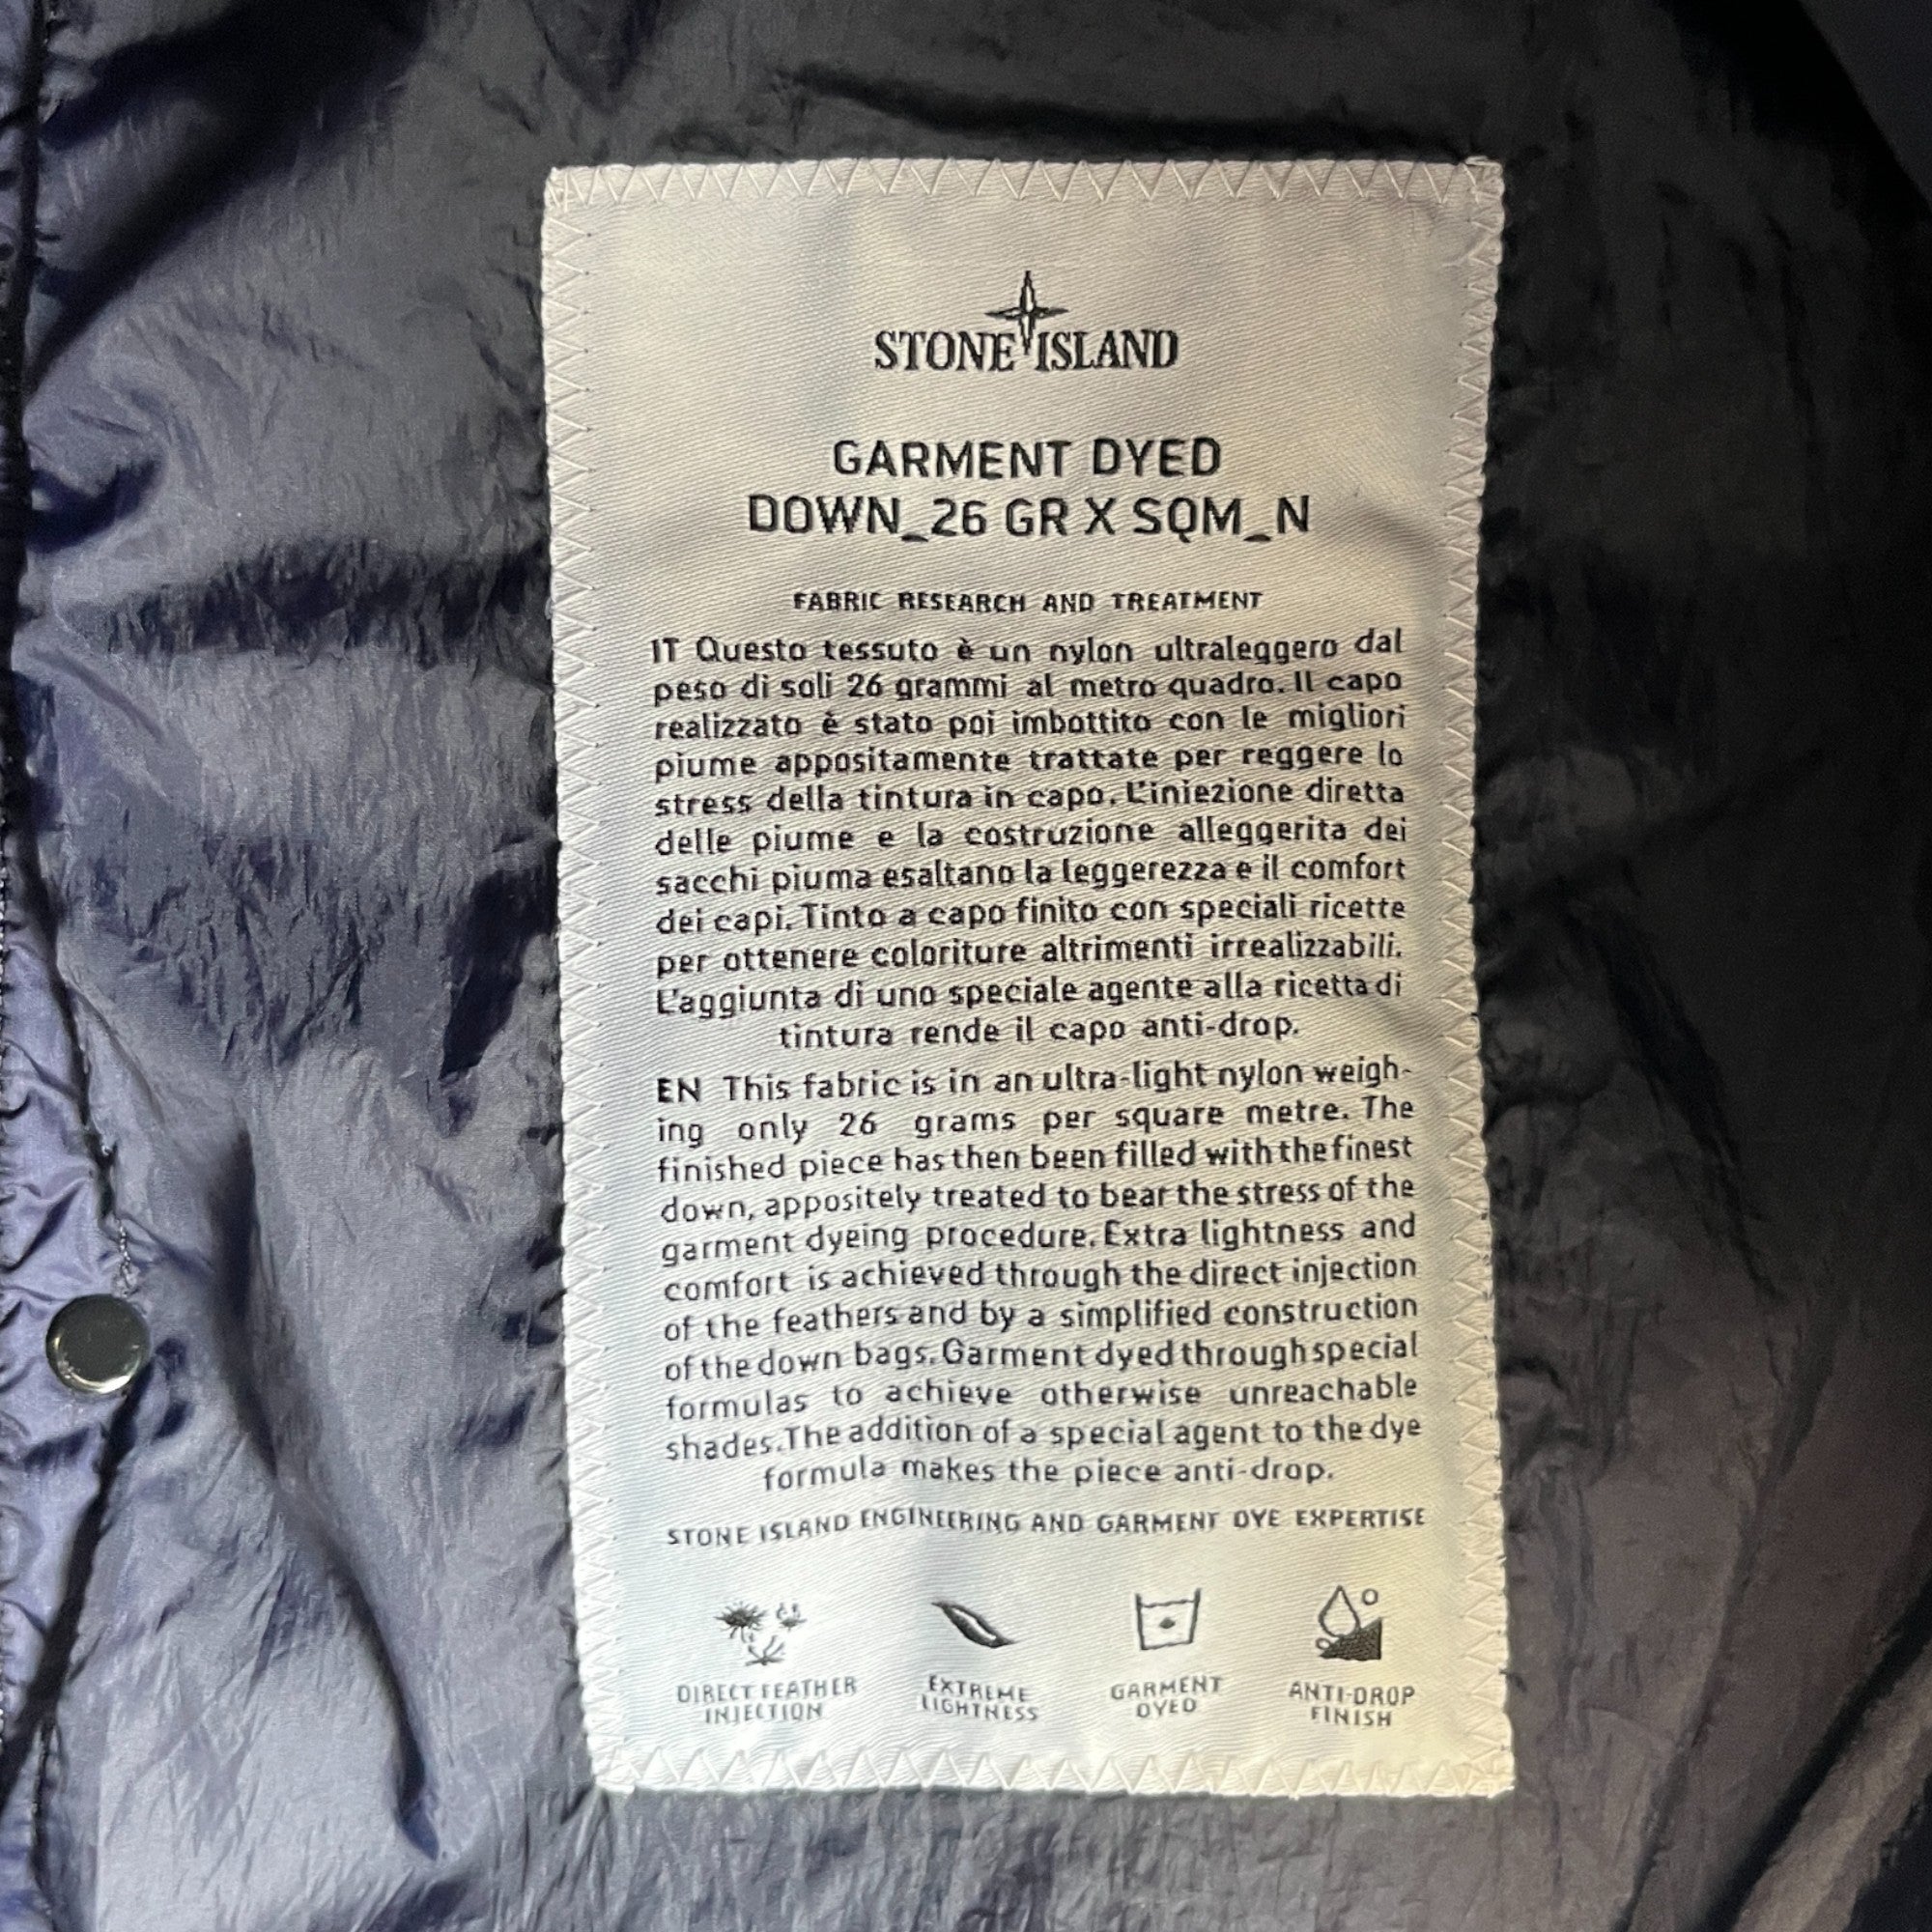 STONE ISLAND
GARMENT DYED
DOWN_26 GR X SQM_N
FABRIC RESEARCH AND TREATMENT
IT Questo tessuto è un nylon ultraleggero dal
peso di soli 26 grammi al metro quadro. Il capo
realizzato è stato poi imbottito con le migliori
piume appositamente trattate per reggere lo
stress della tintura in capo. L'iniezione diretta
delle piume e la costruzione alleggerita dei
sacchi piuma esaltano la leggerezza e il comfort
dei capi. Tinto a capo finito con speciali ricette
per ottenere coloriture altrimenti irrealizzabili.
L'aggiunta di uno speciale agente alla ricetta di
tintura rende il capo anti-drop.
EN This fabric is in an ultra-light nylon weigh-
ing only 26 grams per square metre. The
finished piece has then been filled with the finest
down, appositely treated to bear the stress of the
garment dyeing procedure. Extra lightness and
comfort is achieved through the direct injection
of the feathers and by a simplified construction
of the down bags. Garment dyed through special
formulas to achieve otherwise unreachable
shades. The addition of a special agent to the dye
formula makes the piece anti-drop.
STONE ISLAND ENGINEERING AND GARMENT DYE EXPERTISE
DIRECT FEATHER INJECTION
EXTREME LIGHTNESS
GARMENT DYED
ANTI-DROP FINISH